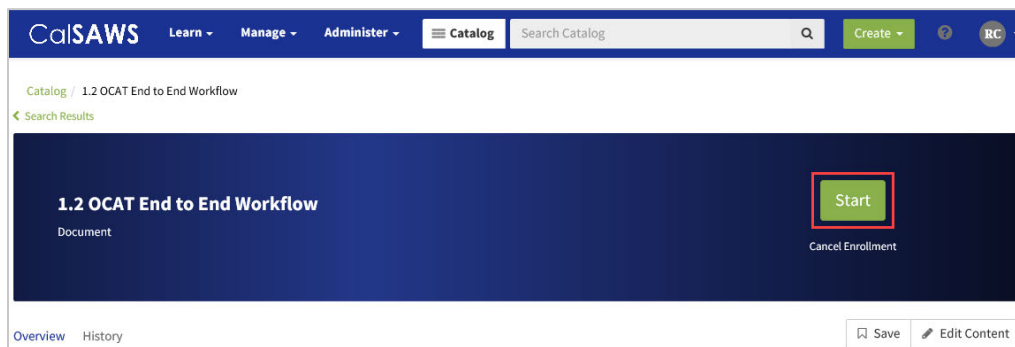 CalSAWS Learn Manage Administer Catalog Search Catalog Create ? RC
Catalog / 1.2 OCAT End to End Workflow
Search Results
1.2 OCAT End to End Workflow
Start
Document
Cancel Enrollment
Overview History Save Edit Content